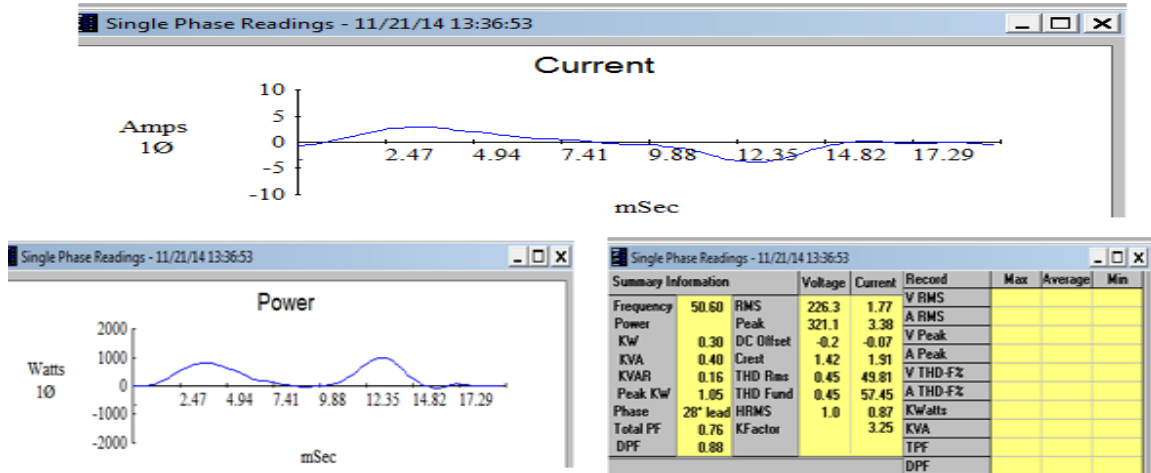 Single Phase Readings - 11/21/14 13:36:53
Current
10
5
0
-5
-10
Amps
1Ø
2.47 4.94 7.41 9.88 12.35 14.82 17.29
mSec
Single Phase Readings - 11/21/14 13:36:53
Power
2000
1000
0
-1000
-2000
Watts
1Ø
2.47 4.94 7.41 9.88 12.35 14.82 17.29
mSec
Single Phase Readings - 11/21/14 13:36:53
Summary Information Voltage Current Record Max Average Min
Frequency 50.60 RMS 226.3 1.77 V RMS
Power Peak 321.1 3.38 A RMS
KW 0.30 DC Offset -0.2 -0.07 V Peak
KVA 0.40 Crest 1.42 1.91 A Peak
KVAR 0.16 THD Rms 0.45 49.81 V THD-F%
Peak KW 1.05 THD Fund 0.45 57.45 A THD-F%
Phase 28° lead HRMS 1.0 0.87 KWatts
Total PF 0.76 KFactor 3.25 KVA
DPF 0.88 TPF
DPF